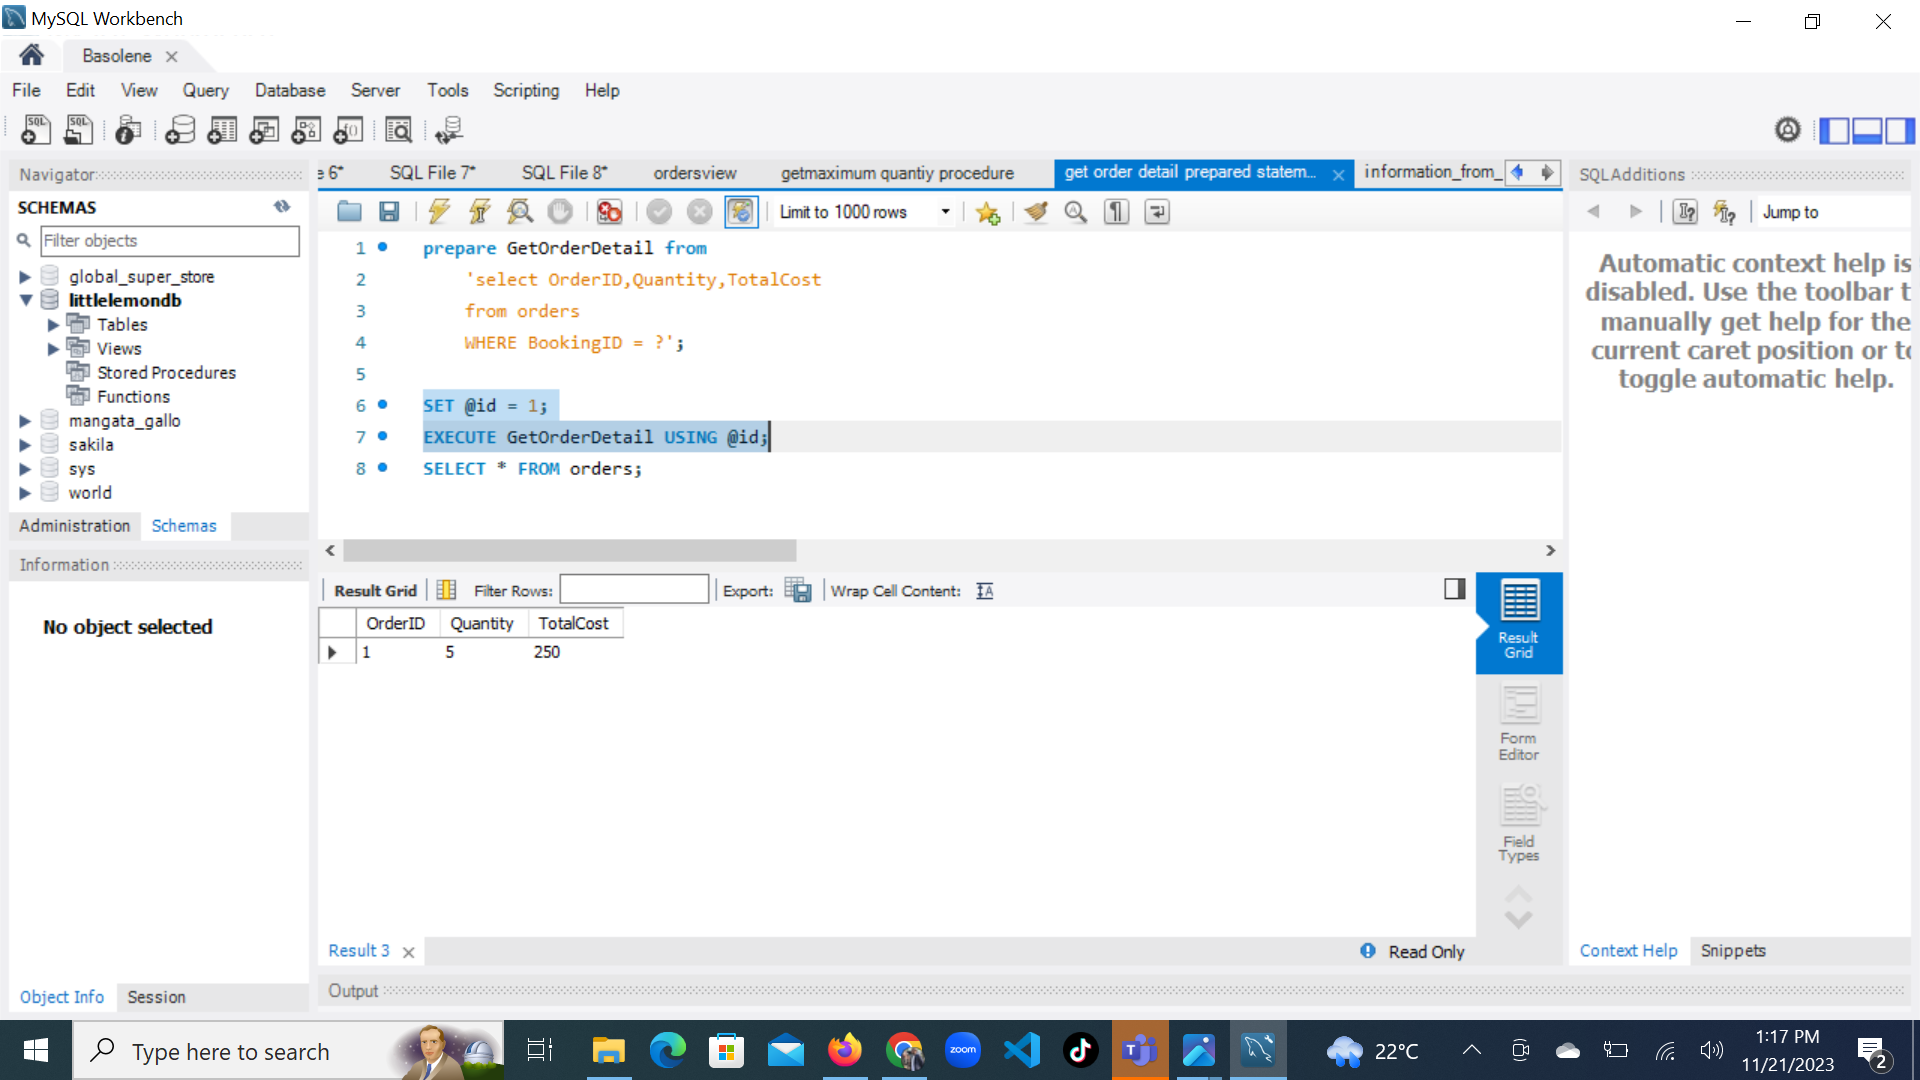 MySQL Workbench
Basolene
File Edit View Query Database Server Tools Scripting Help
Navigator
SCHEMAS
Filter objects
global_super_store
littlelemondb
Tables
Views
Stored Procedures
Functions
mangata_gallo
sakila
sys
world
Administration Schemas
Information
No object selected
Object Info Session
e 6* SQL File 7* SQL File 8* ordersview getmaximum quantiy procedure get order detail prepared statem... information_from_
Limit to 1000 rows
1 prepare GetOrderDetail from
2 'select OrderID,Quantity,TotalCost
3 from orders
4 WHERE BookingID = ?';
5
6 SET @id = 1;
7 EXECUTE GetOrderDetail USING @id;
8 SELECT * FROM orders;
Result Grid Filter Rows: Export: Wrap Cell Content:
OrderID Quantity TotalCost
1 5 250
Result Grid
Form Editor
Field Types
Result 3 Read Only
Output
SQLAdditions
Jump to
Automatic context help is
disabled. Use the toolbar t
manually get help for the
current caret position or to
toggle automatic help.
Context Help Snippets
Type here to search
zoom
22°C
1:17 PM
11/21/2023
2